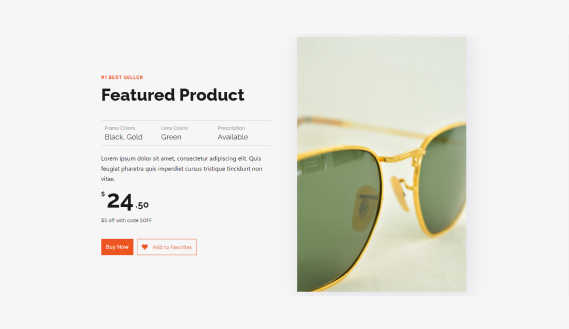 #1 BEST SELLER
Featured Product
Frame Colors
Lens Colors
Prescription
Black, Gold
Green
Available
Lorem ipsum dolor sit amet, consectetur adipiscing elit. Quis
feugiat pharetra quis imperdiet cursus tristique tincidunt non
vitae.
$ 24 .50
$5 off with code
Buy Now
Add to Favorites